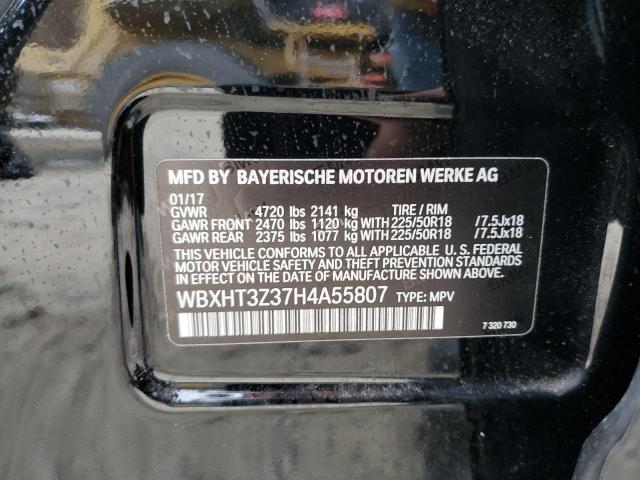 MFD BY BAYERISCHE MOTOREN WERKE AG
01/17
GVWR 4720 lbs 2141 kg TIRE / RIM
GAWR FRONT 2470 lbs 1120 kg WITH 225/50R18 /7.5Jx18
GAWR REAR 2375 lbs 1077 kg WITH 225/50R18 /7.5Jx18
THIS VEHICLE CONFORMS TO ALL APPLICABLE U. S. FEDERAL
MOTOR VEHICLE SAFETY AND THEFT PREVENTION STANDARDS
IN EFFECT ON THE DATE OF MANUFACTURE SHOWN ABOVE.
WBXHT3Z37H4A55807 TYPE: MPV
7 320 730